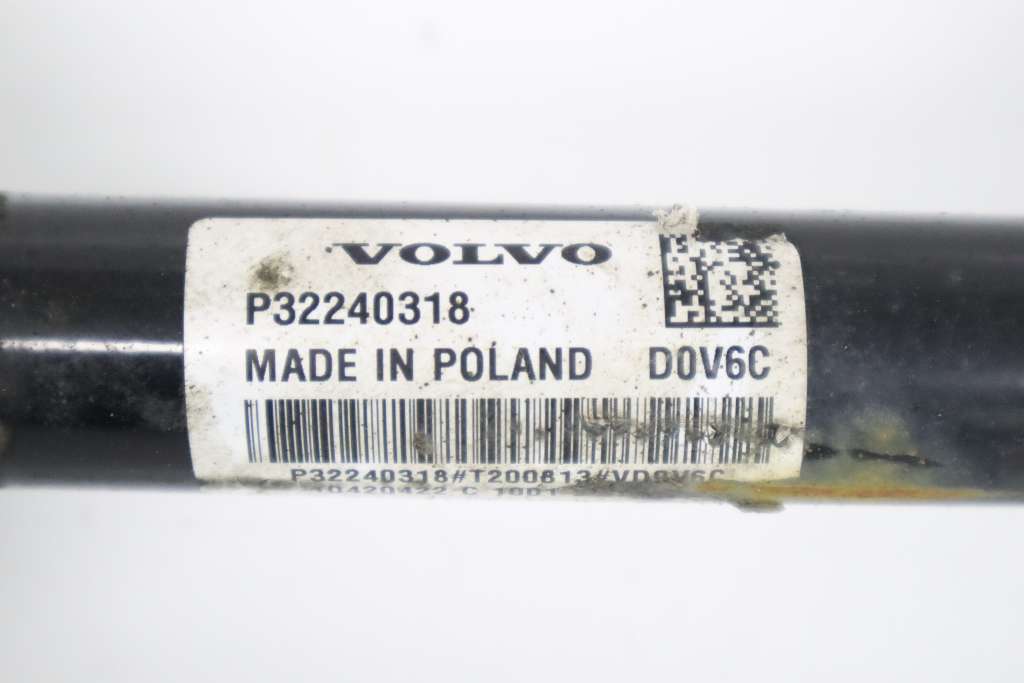 VOLVO
P32240318
MADE IN POLAND D0V6C
P32240318#T200813#VD0V6C